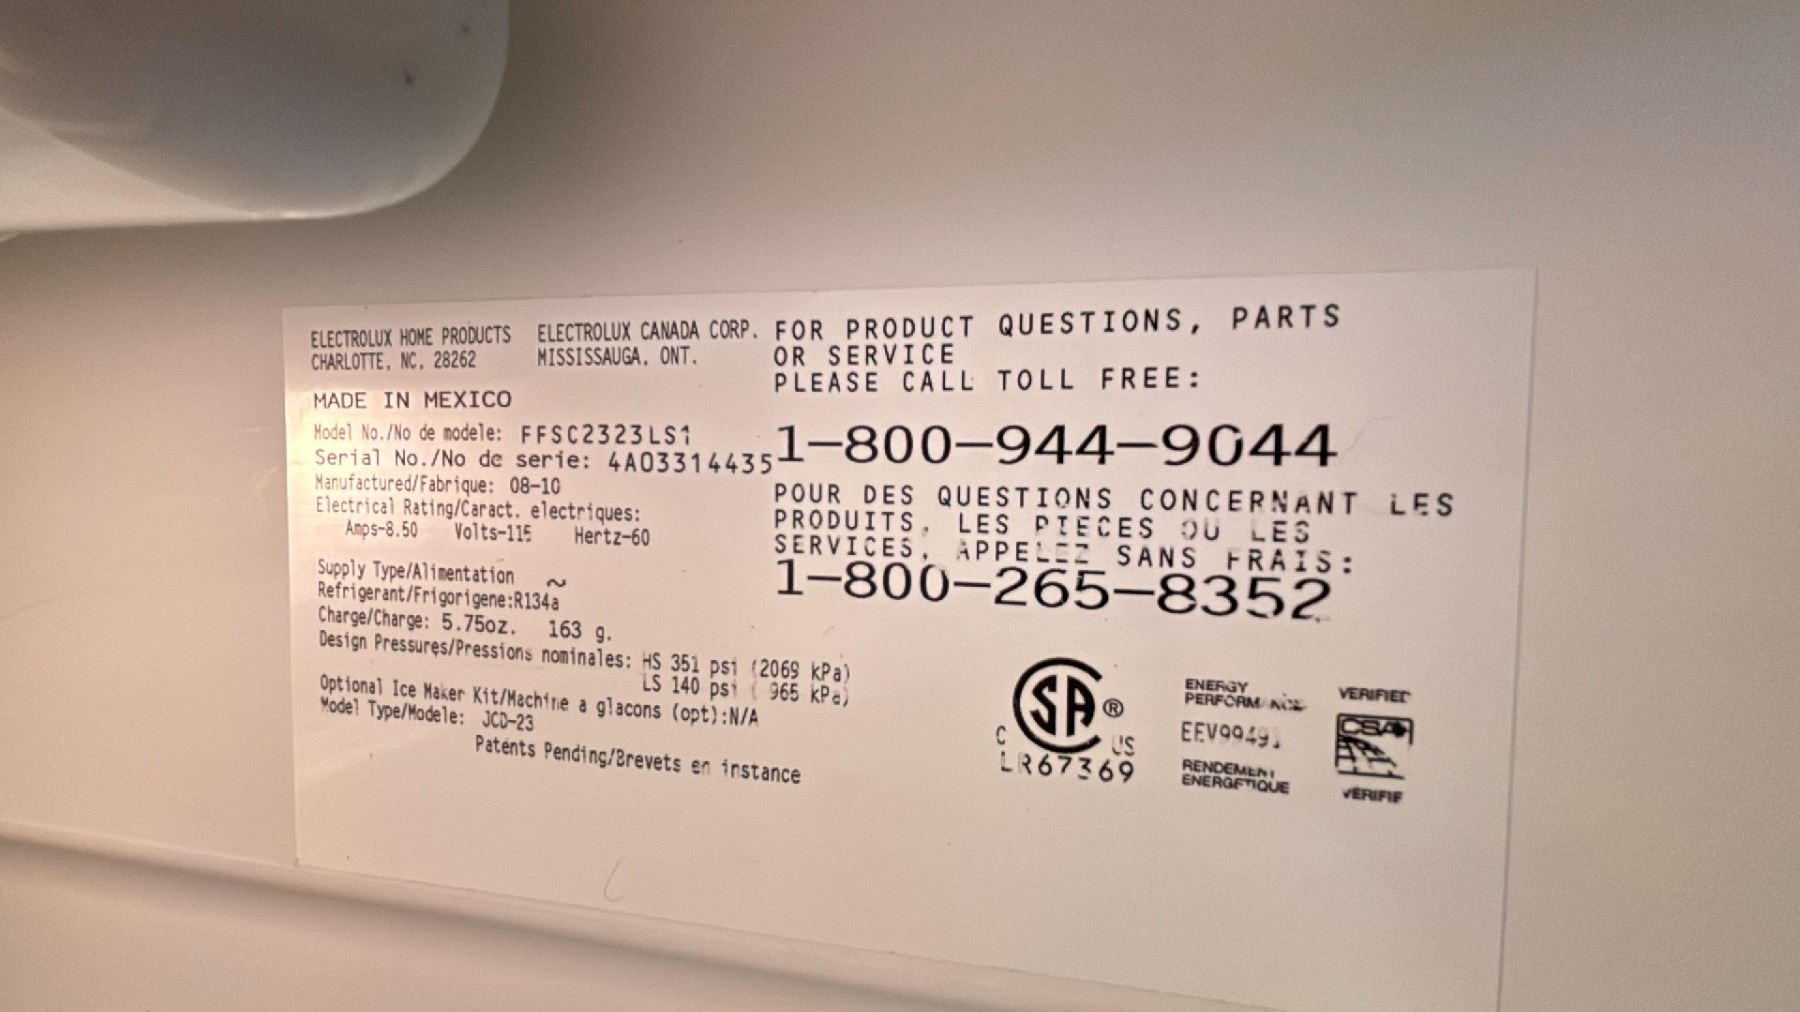 ELECTROLUX HOME PRODUCTS
CHARLOTTE, NC, 28262
ELECTROLUX CANADA CORP.
MISSISSAUGA, ONT.
MADE IN MEXICO
Model No./No de modele: FFSC2323LS1
Serial No./No de serie: 4A03314435
Manufactured/Fabrique: 08-10
Electrical Rating/Caract. electriques:
Amps-8.50 Volts-115 Hertz-60
Supply Type/Alimentation ~
Refrigerant/Frigorigene:R134a
Charge/Charge: 5.75oz. 163 g.
Design Pressures/Pressions nominales: HS 351 psi (2069 kPa)
LS 140 psi ( 965 kPa)
Optional Ice Maker Kit/Machine a glacons (opt):N/A
Model Type/Modele: JCD-23
Patents Pending/Brevets en instance
FOR PRODUCT QUESTIONS, PARTS
OR SERVICE
PLEASE CALL TOLL FREE:
1-800-944-9044
POUR DES QUESTIONS CONCERNANT LES
PRODUITS, LES PIECES OU LES
SERVICES, APPELEZ SANS FRAIS:
1-800-265-8352
SA ®
C US
LR67369
ENERGY
PERFORMANCE
RENDEMENT
ENERGETIQUE
VERIFIED
CSA
VERIFIE